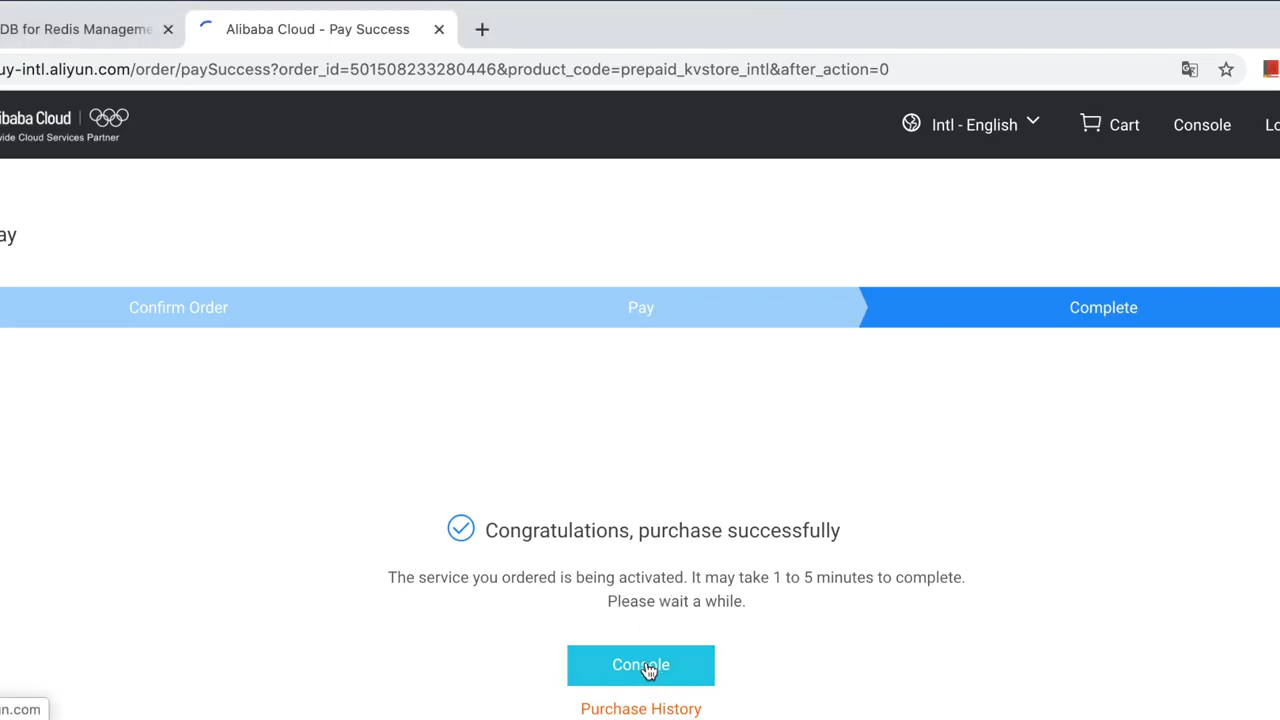 DB for Redis Manageme
Alibaba Cloud - Pay Success
uy-intl.aliyun.com/order/paySuccess?order_id=501508233280446&product_code=prepaid_kvstore_intl&after_action=0
ibaba Cloud
wide Cloud Services Partner
Intl - English
Cart
Console
Lo
ay
Confirm Order
Pay
Complete
Congratulations, purchase successfully
The service you ordered is being activated. It may take 1 to 5 minutes to complete.
Please wait a while.
Console
Purchase History
un.com